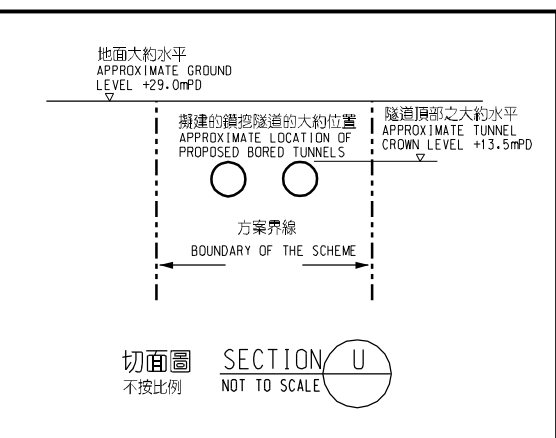 地面大約水平
APPROXIMATE GROUND
LEVEL +29.0mPD
擬建的鑽挖隧道的大約位置
APPROXIMATE LOCATION OF
PROPOSED BORED TUNNELS
隧道頂部之大約水平
APPROXIMATE TUNNEL
CROWN LEVEL +13.5mPD
方案界線
BOUNDARY OF THE SCHEME
切面圖
不按比例
SECTION U
NOT TO SCALE